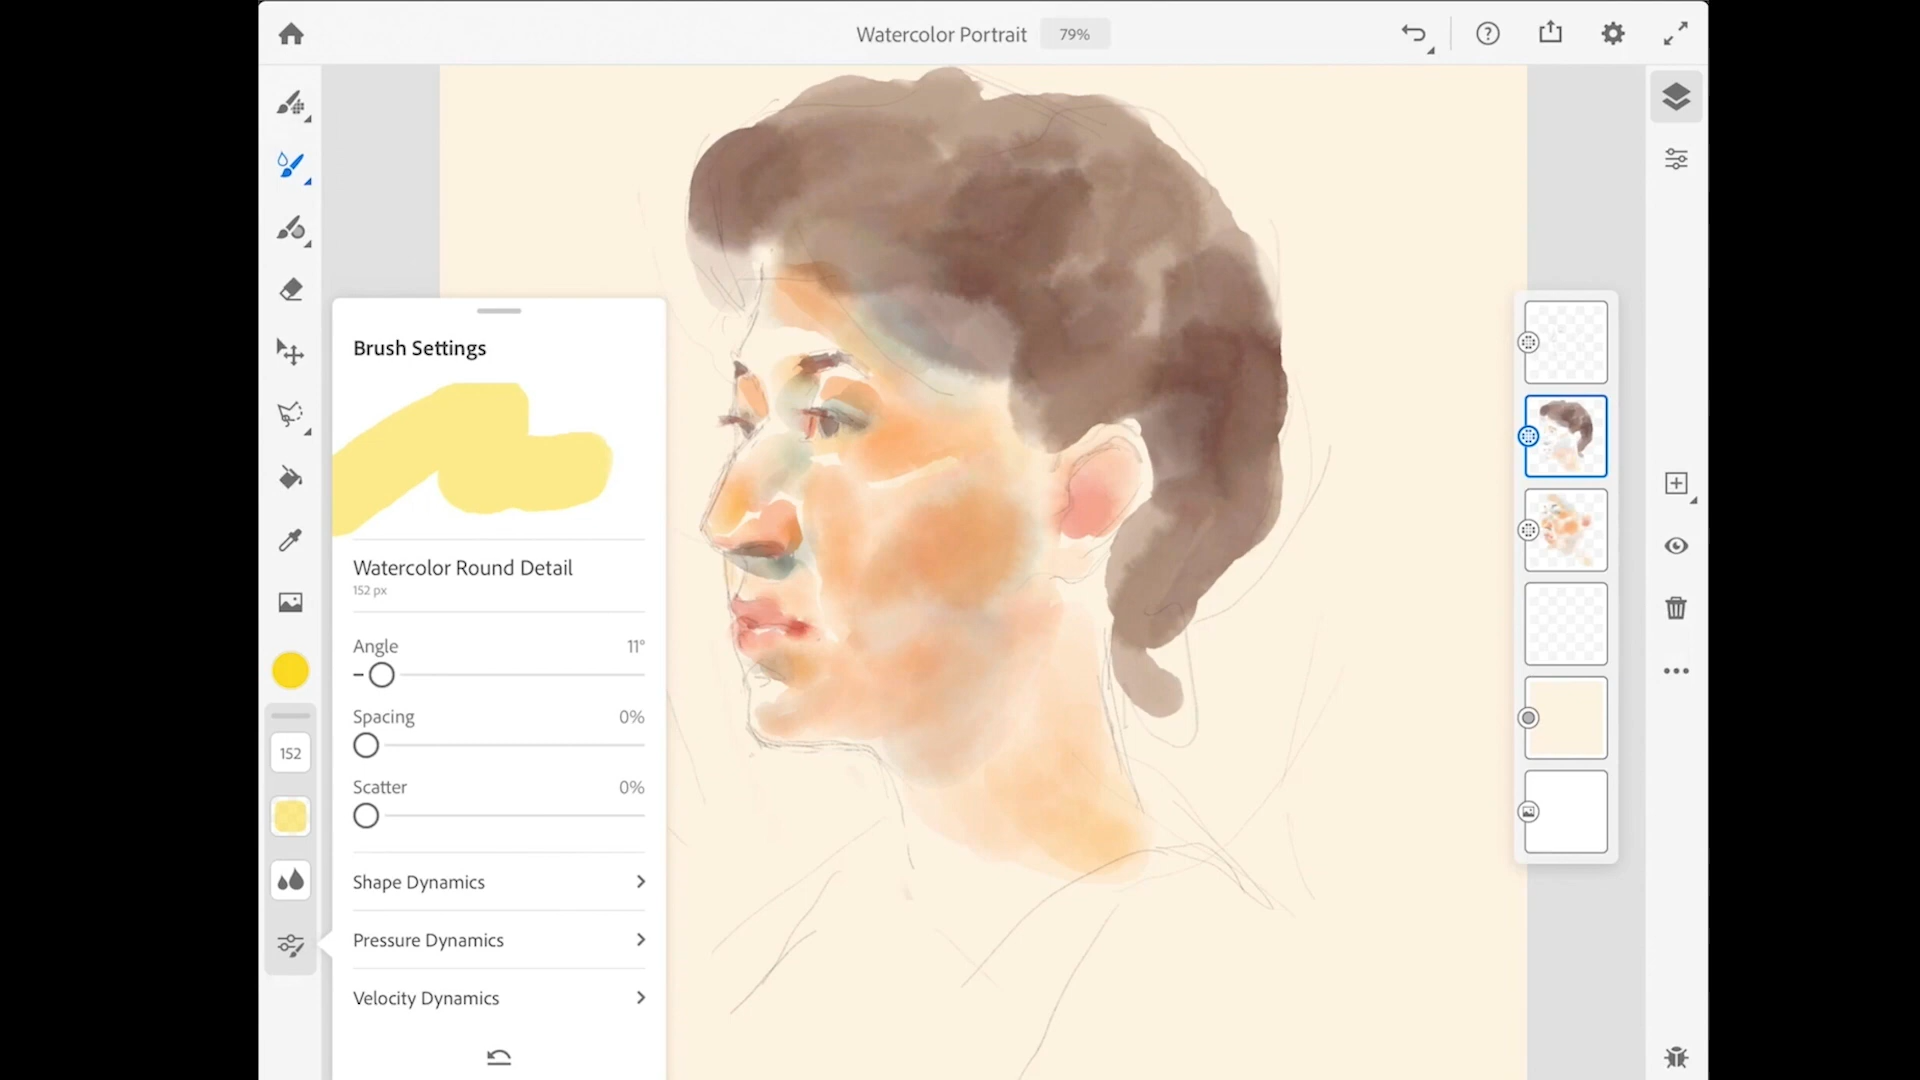 Watercolor Portrait 79%
Brush Settings
Watercolor Round Detail
152 px
Angle 11°
Spacing 0%
Scatter 0%
Shape Dynamics
Pressure Dynamics
Velocity Dynamics
152